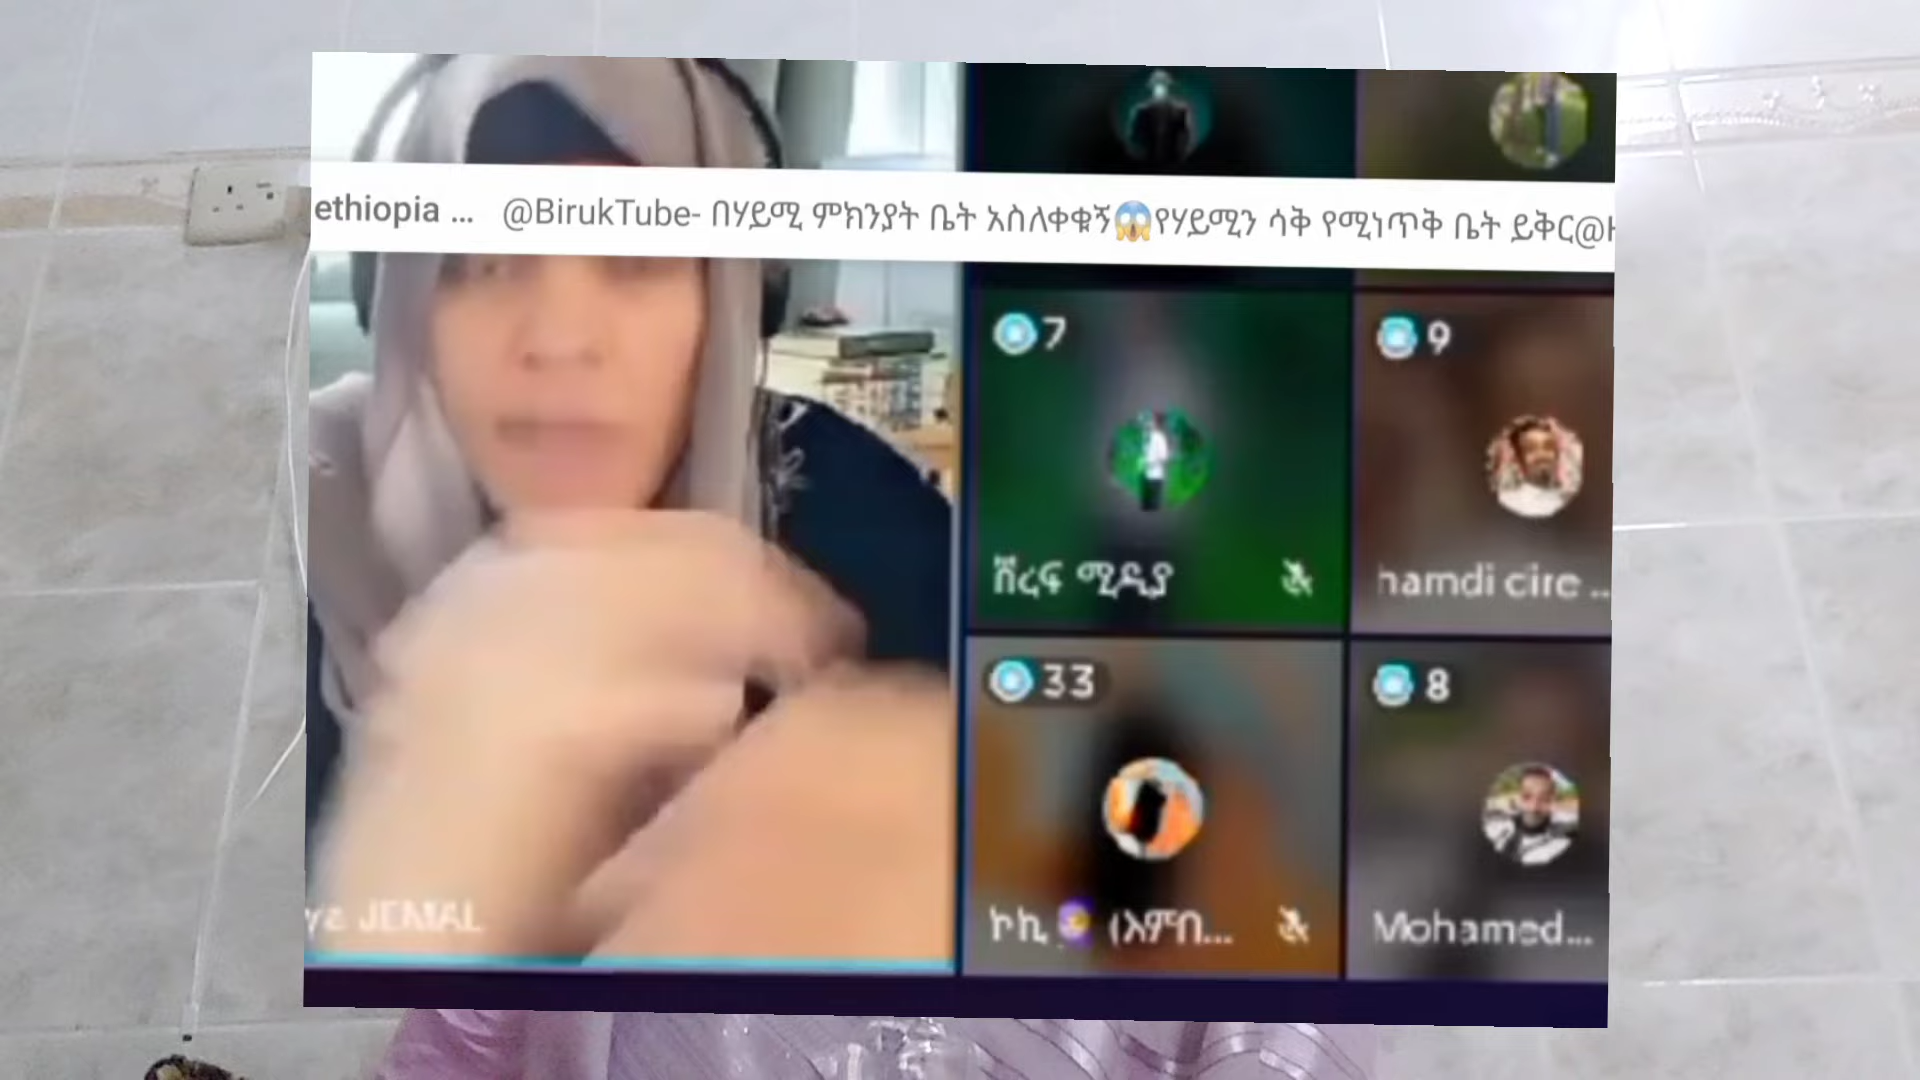 ethiopia ... @BirukTube- በሃይሚ ምክንያት ቤት አስለቀቁኝ😱የሃይሚን ሳቅ የሚነጥቅ ቤት ይቅር@H
7
9
ሸረፍ ሚዲያ
hamdi cire ...
33
8
JEMAL
ኮኪ (እምበ...
Mohamed...